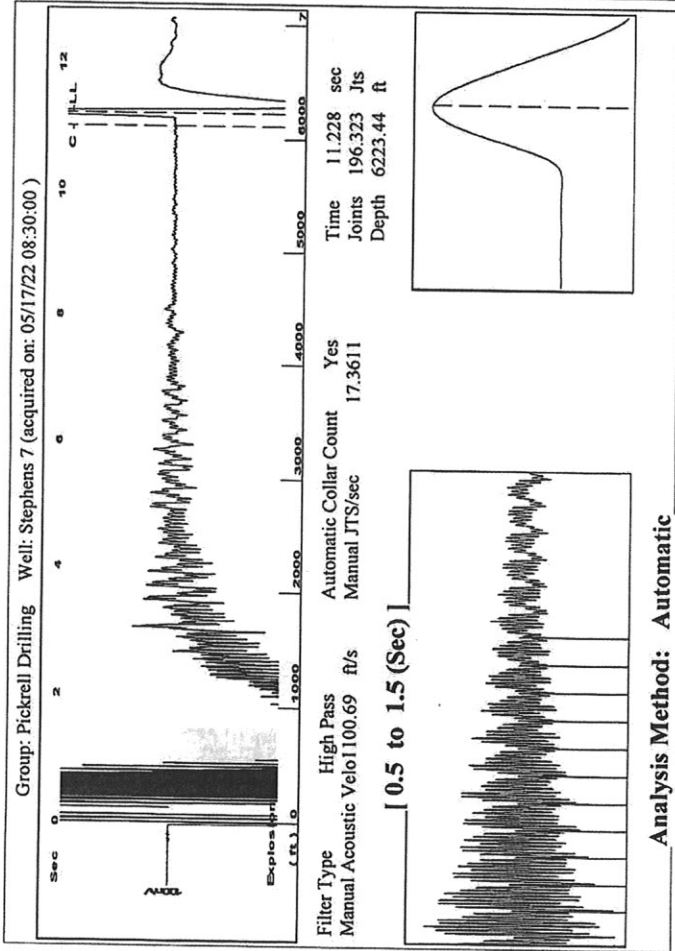 Group: Pickrell Drilling Well: Stephens 7 (acquired on: 05/17/22 08:30:00 )
Sec 0 2 4 6 8 10 C LL 12
100mV
Explosion
( ft ) 0 1000 2000 3000 4000 5000 6000 7
Filter Type High Pass Automatic Collar Count Yes Time 11.228 sec
Manual Acoustic Velo1100.69 ft/s Manual JTS/sec 17.3611 Joints 196.323 Jts
Depth 6223.44 ft
[ 0.5 to 1.5 (Sec) ]
Analysis Method: Automatic